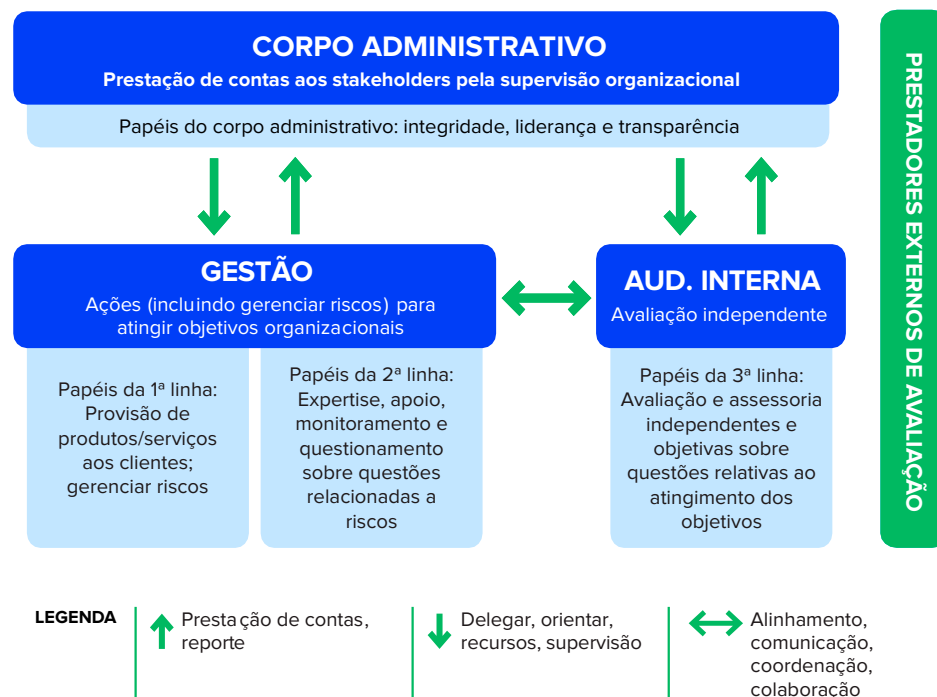 CORPO ADMINISTRATIVO
Prestação de contas aos stakeholders pela supervisão organizacional
Papéis do corpo administrativo: integridade, liderança e transparência
GESTÃO
Ações (incluindo gerenciar riscos) para
atingir objetivos organizacionais
AUD. INTERNA
Avaliação independente
Papéis da 1ª linha:
Provisão de
produtos/serviços
aos clientes;
gerenciar riscos
Papéis da 2ª linha:
Expertise, apoio,
monitoramento e
questionamento
sobre questões
relacionadas a
riscos
Papéis da 3ª linha:
Avaliação e assessoria
independentes e
objetivas sobre
questões relativas ao
atingimento dos
objetivos
PRESTADORES EXTERNOS DE AVALIAÇÃO
LEGENDA
Prestação de contas,
reporte
Delegar, orientar,
recursos, supervisão
Alinhamento,
comunicação,
coordenação,
colaboração